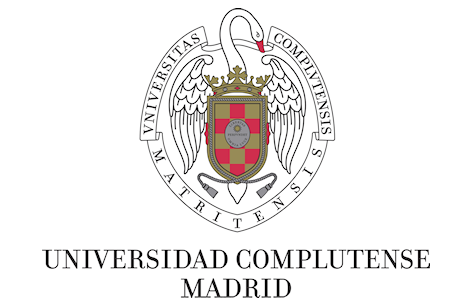 VNIVERSITAS COMPLVTENSIS
MATRITENSIS
UNIVERSIDAD COMPLUTENSE
MADRID